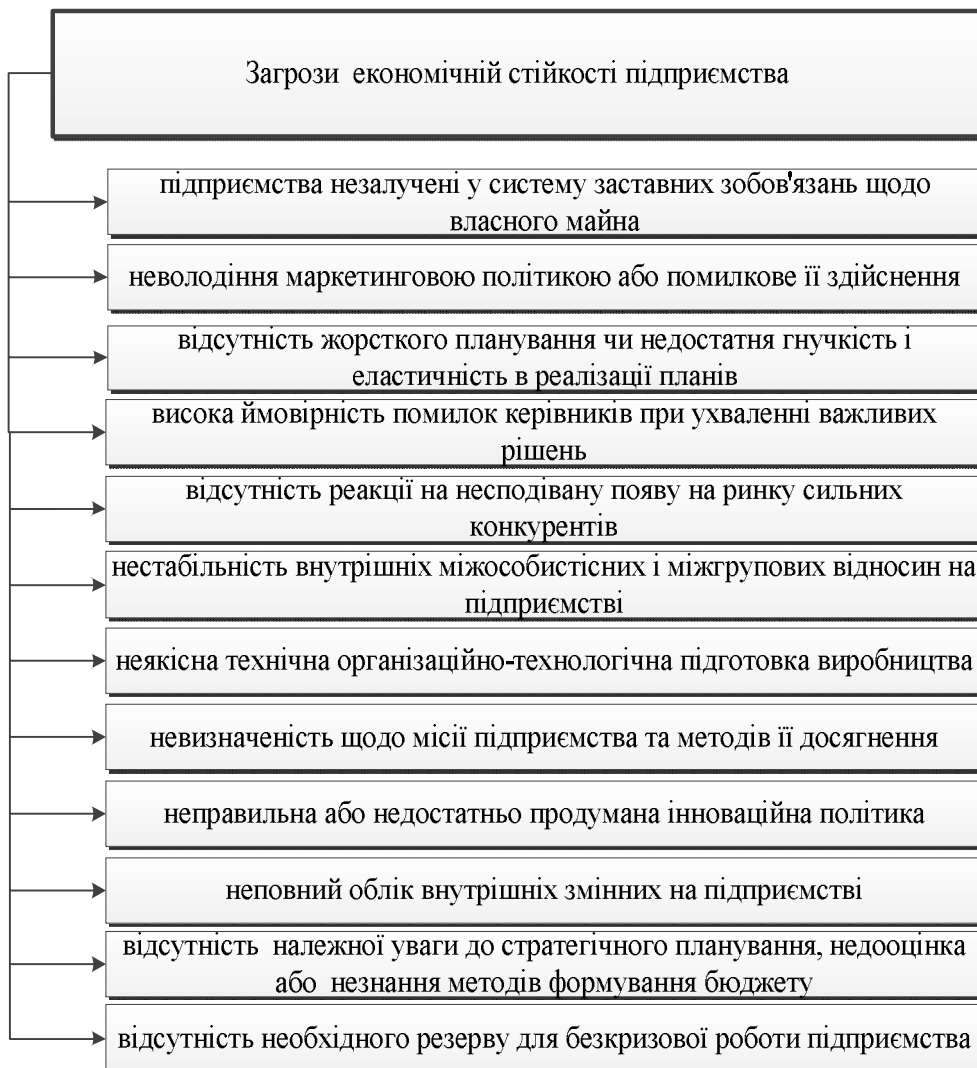 Загрози економічній стійкості підприємства
підприємства незалучені у систему заставних зобов'язань щодо
власного майна
неволодіння маркетинговою політикою або помилкове її здійснення
відсутність жорсткого планування чи недостатня гнучкість і
еластичність в реалізації планів
висока ймовірність помилок керівників при ухваленні важливих
рішень
відсутність реакції на несподівану появу на ринку сильних
конкурентів
нестабільність внутрішніх міжособистісних і міжгрупових відносин на
підприємстві
неякісна технічна організаційно-технологічна підготовка виробництва
невизначеність щодо місії підприємства та методів її досягнення
неправильна або недостатньо продумана інноваційна політика
неповний облік внутрішніх змінних на підприємстві
відсутність належної уваги до стратегічного планування, недооцінка
або незнання методів формування бюджету
відсутність необхідного резерву для безкризової роботи підприємства